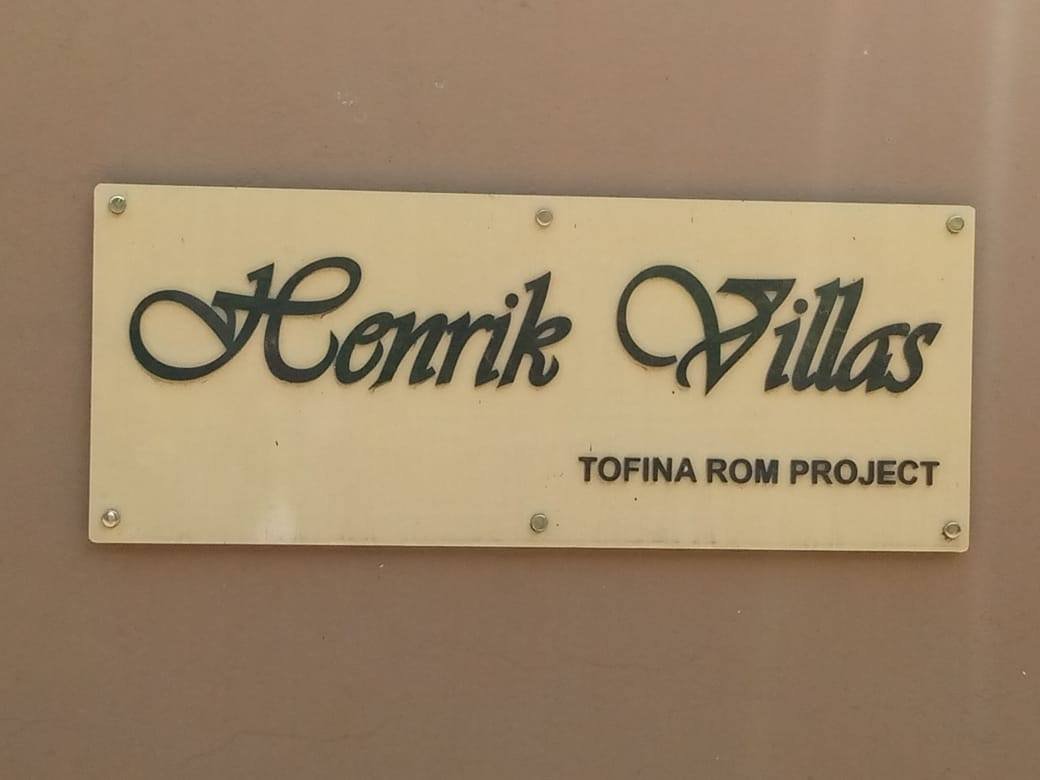 Henrik Villas
TOFINA ROM PROJECT